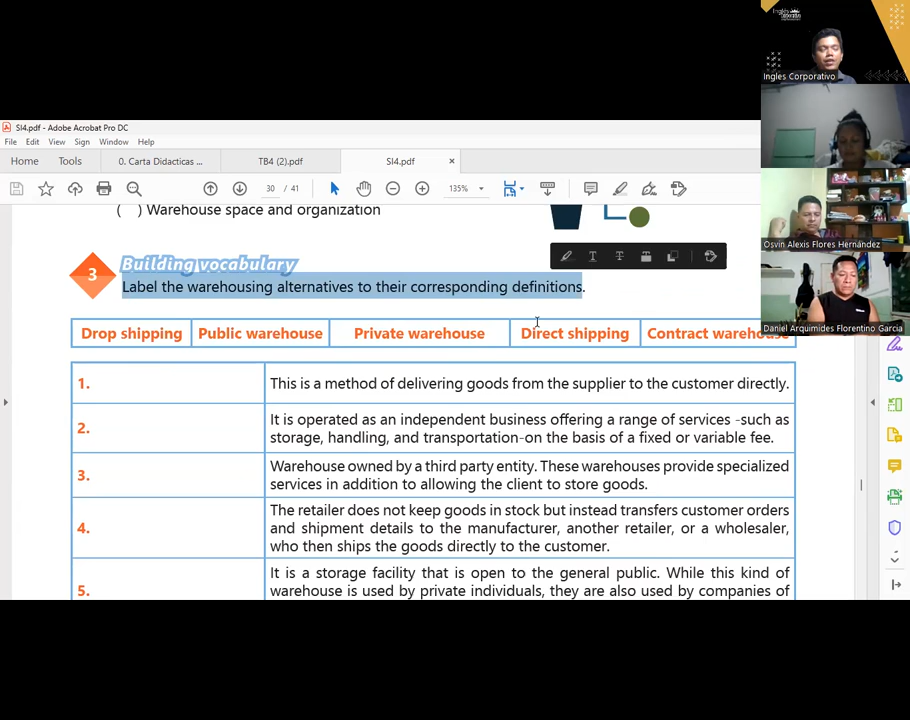 Ingles Corporativo
SI4.pdf - Adobe Acrobat Pro DC
File Edit View Sign Window Help
Home Tools 0. Carta Didacticas ... TB4 (2).pdf SI4.pdf ×
30 / 41 135%
( ) Warehouse space and organization
Osvin Alexis Flores Hernández
3 Building vocabulary
Label the warehousing alternatives to their corresponding definitions.
Daniel Arquimides Florentino Garcia
Drop shipping Public warehouse Private warehouse Direct shipping Contract warehouse
1. This is a method of delivering goods from the supplier to the customer directly.
2. It is operated as an independent business offering a range of services -such as
storage, handling, and transportation-on the basis of a fixed or variable fee.
3. Warehouse owned by a third party entity. These warehouses provide specialized
services in addition to allowing the client to store goods.
4. The retailer does not keep goods in stock but instead transfers customer orders
and shipment details to the manufacturer, another retailer, or a wholesaler,
who then ships the goods directly to the customer.
5. It is a storage facility that is open to the general public. While this kind of
warehouse is used by private individuals, they are also used by companies of